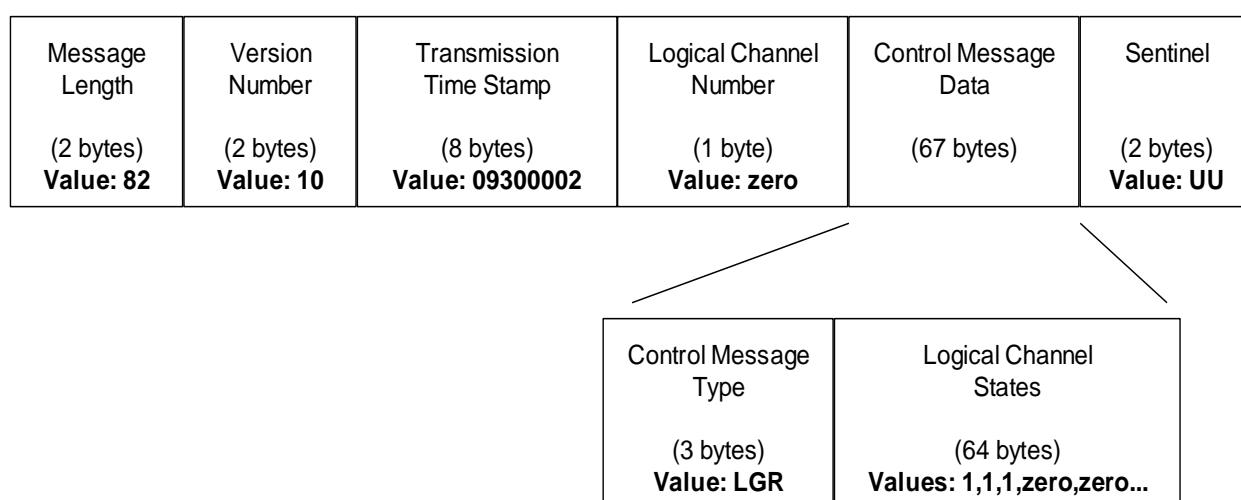 Message Length
(2 bytes)
Value: 82
Version Number
(2 bytes)
Value: 10
Transmission Time Stamp
(8 bytes)
Value: 09300002
Logical Channel Number
(1 byte)
Value: zero
Control Message Data
(67 bytes)
Sentinel
(2 bytes)
Value: UU
Control Message Type
(3 bytes)
Value: LGR
Logical Channel States
(64 bytes)
Values: 1,1,1,zero,zero...